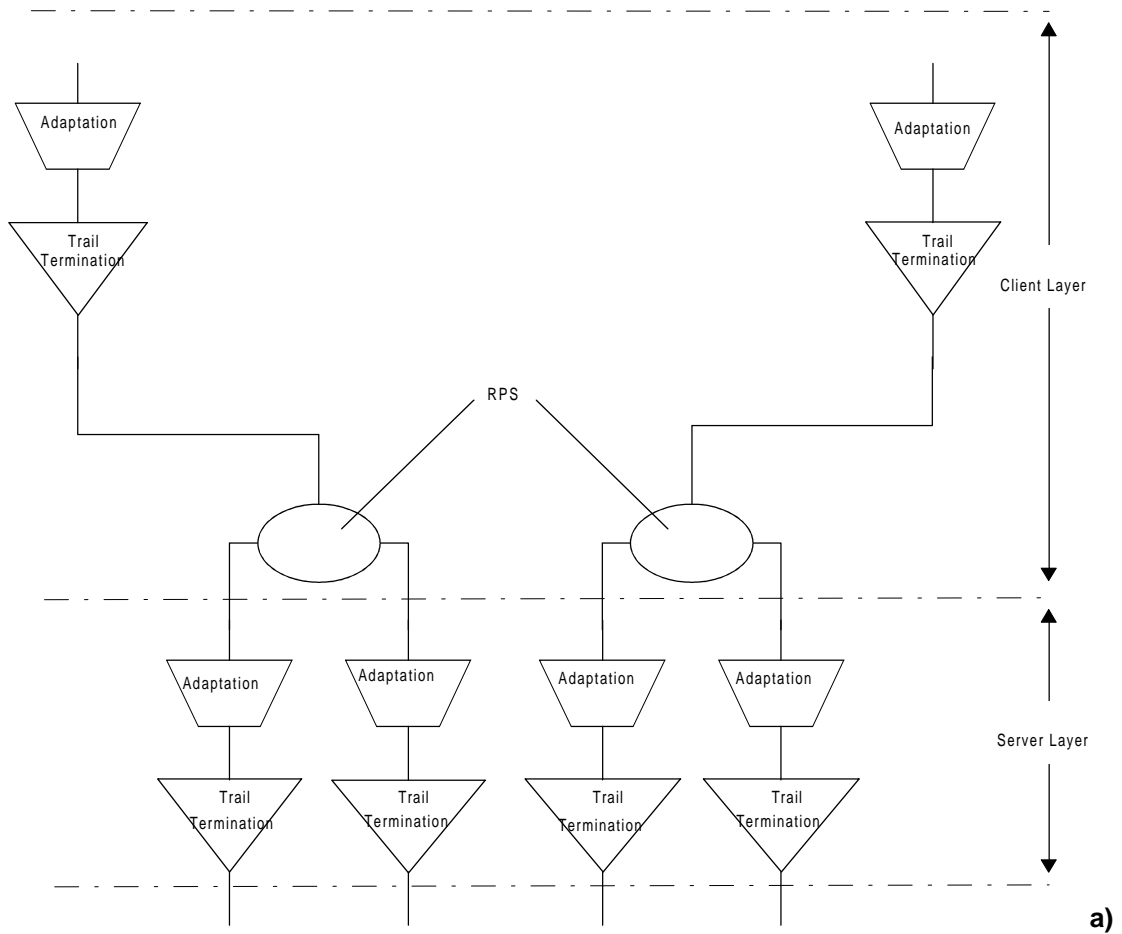 Adaptation
Adaptation
Trail
Termination
Trail
Termination
Client Layer
RPS
Adaptation
Adaptation
Adaptation
Adaptation
Server Layer
Trail
Termination
Trail
Termination
Trail
Termination
Trail
Termination
a)